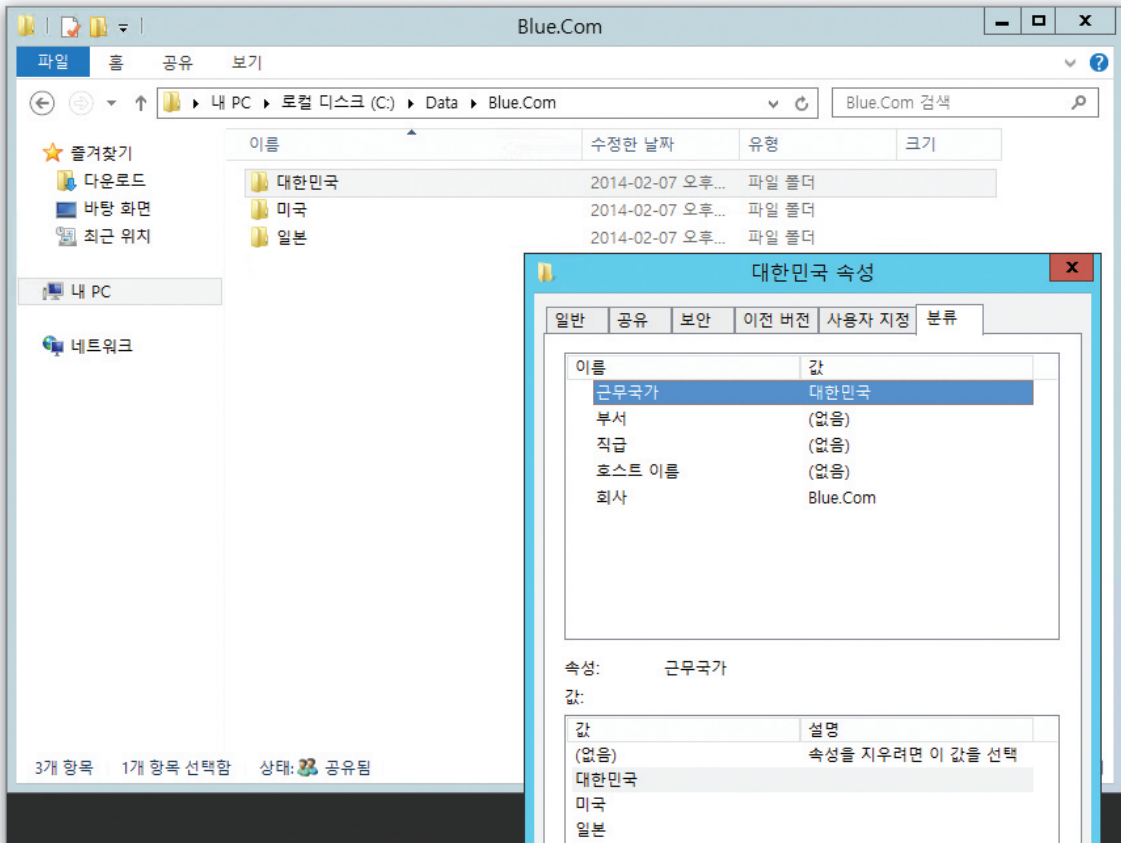 Blue.Com
파일 홈 공유 보기
내 PC 로컬 디스크 (C:) Data Blue.Com
Blue.Com 검색
즐겨찾기
다운로드
바탕 화면
최근 위치
내 PC
네트워크
이름 수정한 날짜 유형 크기
대한민국 2014-02-07 오후... 파일 폴더
미국 2014-02-07 오후... 파일 폴더
일본 2014-02-07 오후... 파일 폴더
3개 항목 1개 항목 선택함 상태: 공유됨
대한민국 속성
일반 공유 보안 이전 버전 사용자 지정 분류
이름 값
근무국가 대한민국
부서 (없음)
직급 (없음)
호스트 이름 (없음)
회사 Blue.Com
속성: 근무국가
값:
값 설명
(없음) 속성을 지우려면 이 값을 선택
대한민국
미국
일본